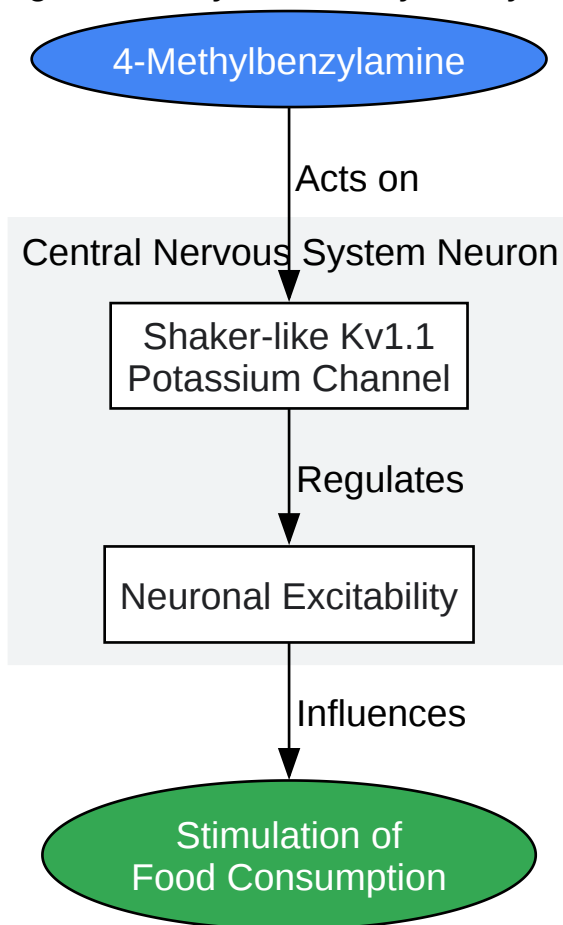 4-Methylbenzylamine
Acts on
Central Nervous System Neuron
Shaker-like Kv1.1
Potassium Channel
Regulates
Neuronal Excitability
Influences
Stimulation of
Food Consumption